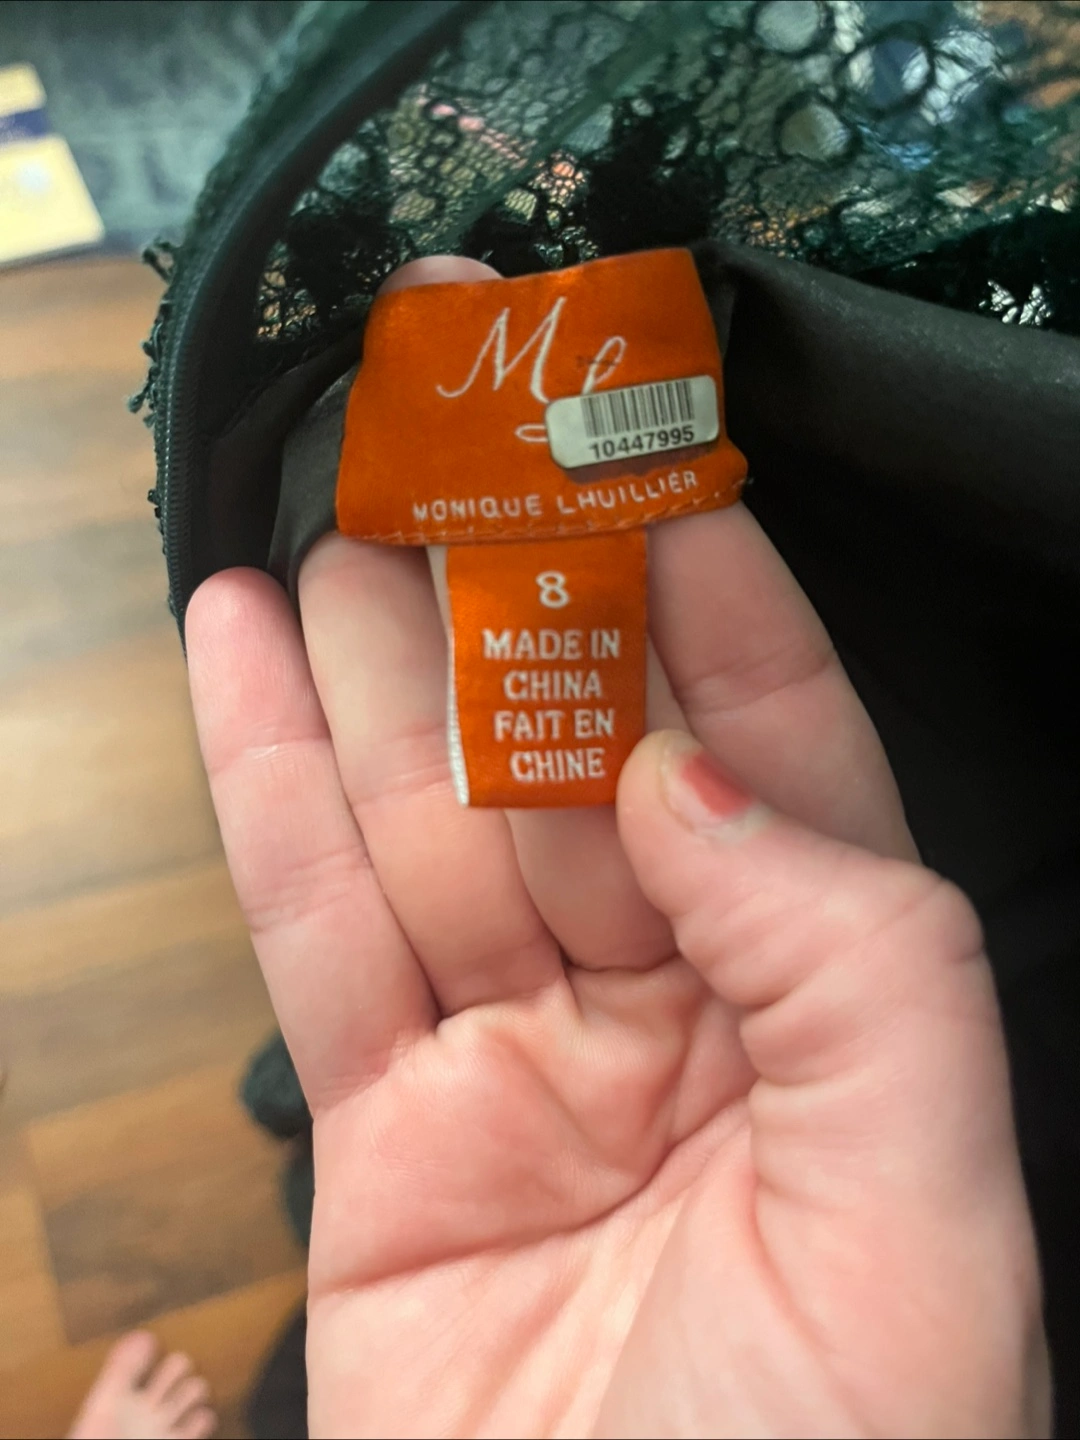 Ml
10447995
MONIQUE LHUILLIER
8
MADE IN
CHINA
FAIT EN
CHINE